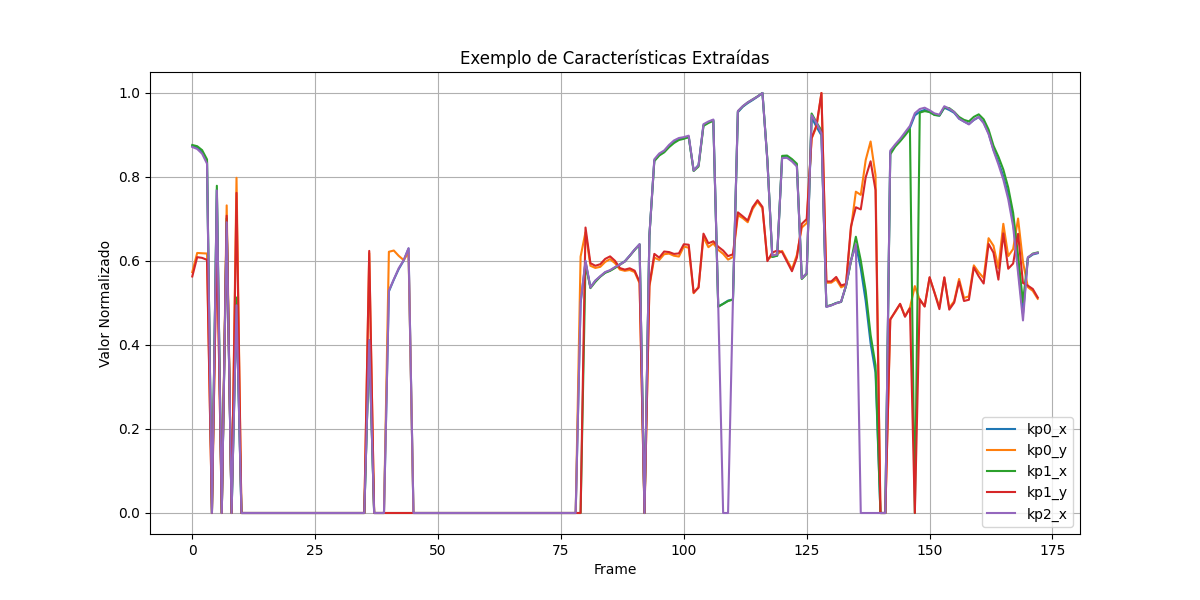 Exemplo de Características Extraídas
Valor Normalizado
1.0
0.8
0.6
0.4
0.2
0.0
0 25 50 75 100 125 150 175
Frame
kp0_x
kp0_y
kp1_x
kp1_y
kp2_x